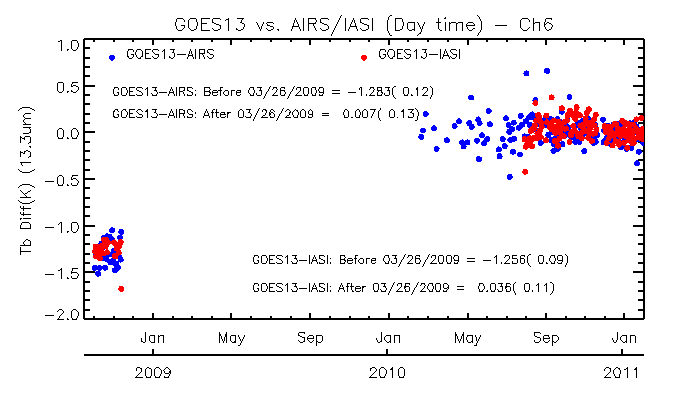 GOES13 vs. AIRS/IASI (Day time) − Ch6
GOES13−AIRS GOES13−IASI
GOES13−AIRS: Before 03/26/2009 = −1.283( 0.12)
GOES13−AIRS: After 03/26/2009 = 0.007( 0.13)
GOES13−IASI: Before 03/26/2009 = −1.256( 0.09)
GOES13−IASI: After 03/26/2009 = 0.036( 0.11)
Tb Diff(K) (13.3um)
1.0
0.5
0.0
−0.5
−1.0
−1.5
−2.0
Jan May Sep Jan May Sep Jan
2009 2010 2011